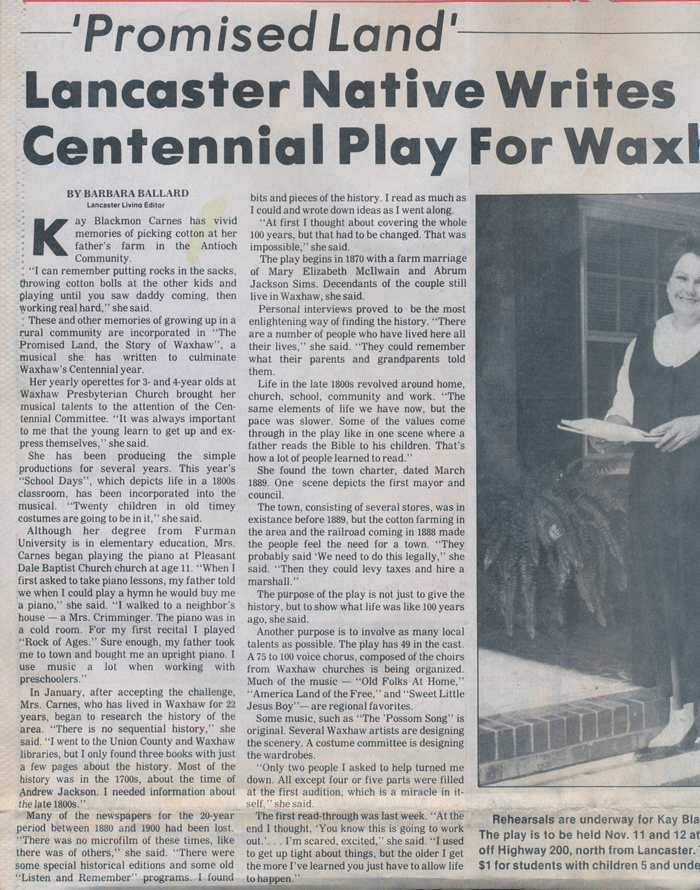 'Promised Land'
Lancaster Native Writes
Centennial Play For Waxh
BY BARBARA BALLARD
Lancaster Living Editor
Kay Blackmon Carnes has vivid
memories of picking cotton at her
father's farm in the Antioch
Community.
"I can remember putting rocks in the sacks,
throwing cotton bolls at the other kids and
playing until you saw daddy coming, then
working real hard," she said.
These and other memories of growing up in a
rural community are incorporated in "The
Promised Land, the Story of Waxhaw", a
musical she has written to culminate
Waxhaw's Centennial year.
Her yearly operettes for 3- and 4-year olds at
Waxhaw Presbyterian Church brought her
musical talents to the attention of the Cen-
tennial Committee. "It was always important
to me that the young learn to get up and ex-
press themselves," she said.
She has been producing the simple
productions for several years. This year's
"School Days", which depicts life in a 1800s
classroom, has been incorporated into the
musical. "Twenty children in old timey
costumes are going to be in it," she said.
Although her degree from Furman
University is in elementary education, Mrs.
Carnes began playing the piano at Pleasant
Dale Baptist Church church at age 11. "When I
first asked to take piano lessons, my father told
me when I could play a hymn he would buy me
a piano," she said. "I walked to a neighbor's
house — a Mrs. Crimminger. The piano was in
a cold room. For my first recital I played
"Rock of Ages." Sure enough, my father took
me to town and bought me an upright piano. I
use music a lot when working with
preschoolers."
In January, after accepting the challenge,
Mrs. Carnes, who has lived in Waxhaw for 22
years, began to research the history of the
area. "There is no sequential history," she
said. "I went to the Union County and Waxhaw
libraries, but I only found three books with just
a few pages about the history. Most of the
history was in the 1700s, about the time of
Andrew Jackson. I needed information about
the late 1800s."
Many of the newspapers for the 20-year
period between 1880 and 1900 had been lost.
"There was no microfilm of these times, like
there was of others," she said. "There were
some special historical editions and some old
"Listen and Remember" programs. I found
bits and pieces of the history. I read as much as
I could and wrote down ideas as I went along.
"At first I thought about covering the whole
100 years, but that had to be changed. That was
impossible," she said.
The play begins in 1870 with a farm marriage
of Mary Elizabeth McIlwain and Abrum
Jackson Sims. Decendants of the couple still
live in Waxhaw, she said.
Personal interviews proved to be the most
enlightening way of finding the history. "There
are a number of people who have lived here all
their lives," she said. "They could remember
what their parents and grandparents told
them.
Life in the late 1800s revolved around home,
church, school, community and work. "The
same elements of life we have now, but the
pace was slower. Some of the values come
through in the play like in one scene where a
father reads the Bible to his children. That's
how a lot of people learned to read."
She found the town charter, dated March
1889. One scene depicts the first mayor and
council.
The town, consisting of several stores, was in
existance before 1889, but the cotton farming in
the area and the railroad coming in 1888 made
the people feel the need for a town. "They
probably said 'We need to do this legally," she
said. "Then they could levy taxes and hire a
marshall."
The purpose of the play is not just to give the
history, but to show what life was like 100 years
ago, she said.
Another purpose is to involve as many local
talents as possible. The play has 49 in the cast.
A 75 to 100 voice chorus, composed of the choirs
from Waxhaw churches is being organized.
Much of the music — "Old Folks At Home,"
"America Land of the Free," and "Sweet Little
Jesus Boy"— are regional favorites.
Some music, such as "The 'Possom Song" is
original. Several Waxhaw artists are designing
the scenery. A costume committee is designing
the wardrobes.
"Only two people I asked to help turned me
down. All except four or five parts were filled
at the first audition, which is a miracle in it-
self," she said.
The first read-through was last week. "At the
end I thought, 'You know this is going to work
out.'. . . I'm scared, excited," she said. "I used
to get up tight about things, but the older I get
the more I've learned you just have to allow life
to happen."
Rehearsals are underway for Kay Bla
The play is to be held Nov. 11 and 12 at
off Highway 200, north from Lancaster.
$1 for students with children 5 and unde